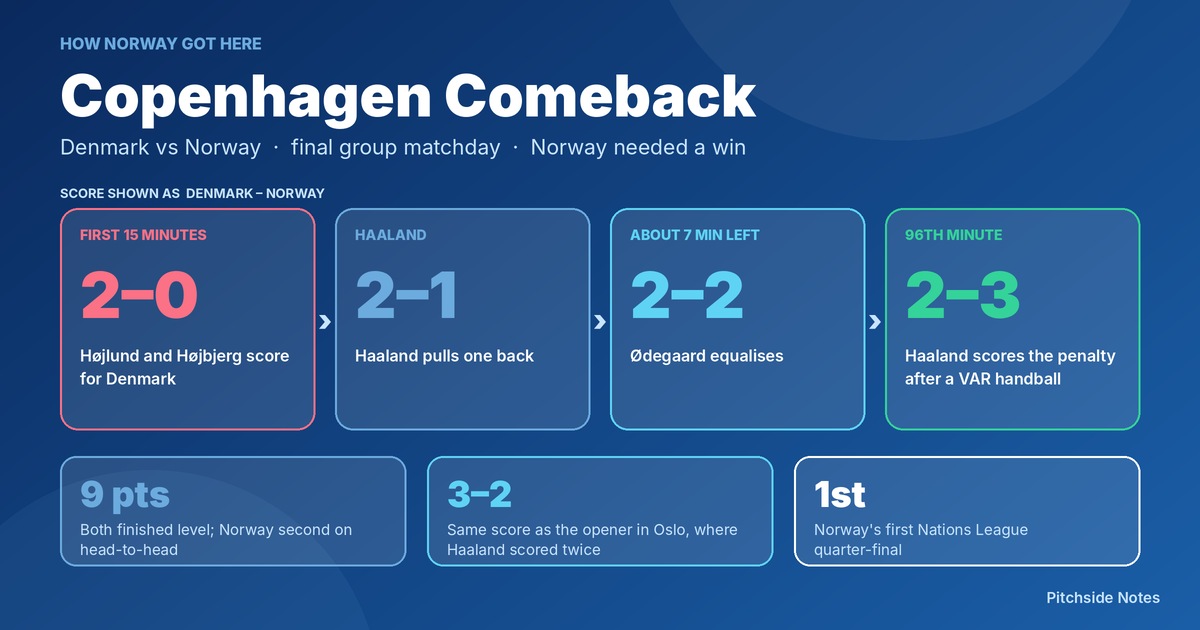 HOW NORWAY GOT HERE
Copenhagen Comeback
Denmark vs Norway · final group matchday · Norway needed a win
SCORE SHOWN AS DENMARK – NORWAY
FIRST 15 MINUTES
2–0
Højlund and Højbjerg score
for Denmark
›
HAALAND
2–1
Haaland pulls one back
›
ABOUT 7 MIN LEFT
2–2
Ødegaard equalises
›
96TH MINUTE
2–3
Haaland scores the penalty
after a VAR handball
9 pts
Both finished level; Norway second on
head-to-head
3–2
Same score as the opener in Oslo, where
Haaland scored twice
1st
Norway's first Nations League
quarter-final
Pitchside Notes